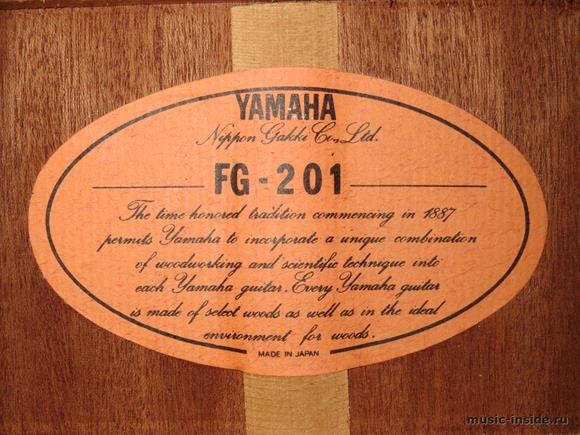 YAMAHA
Nippon Gakki Co., Ltd.
FG-201
The time honored tradition commencing in 1887
permits Yamaha to incorporate a unique combination
of woodworking and scientific technique into
each Yamaha guitar. Every Yamaha guitar
is made of select woods as well as in the ideal
environment for woods.
MADE IN JAPAN
music-inside.ru